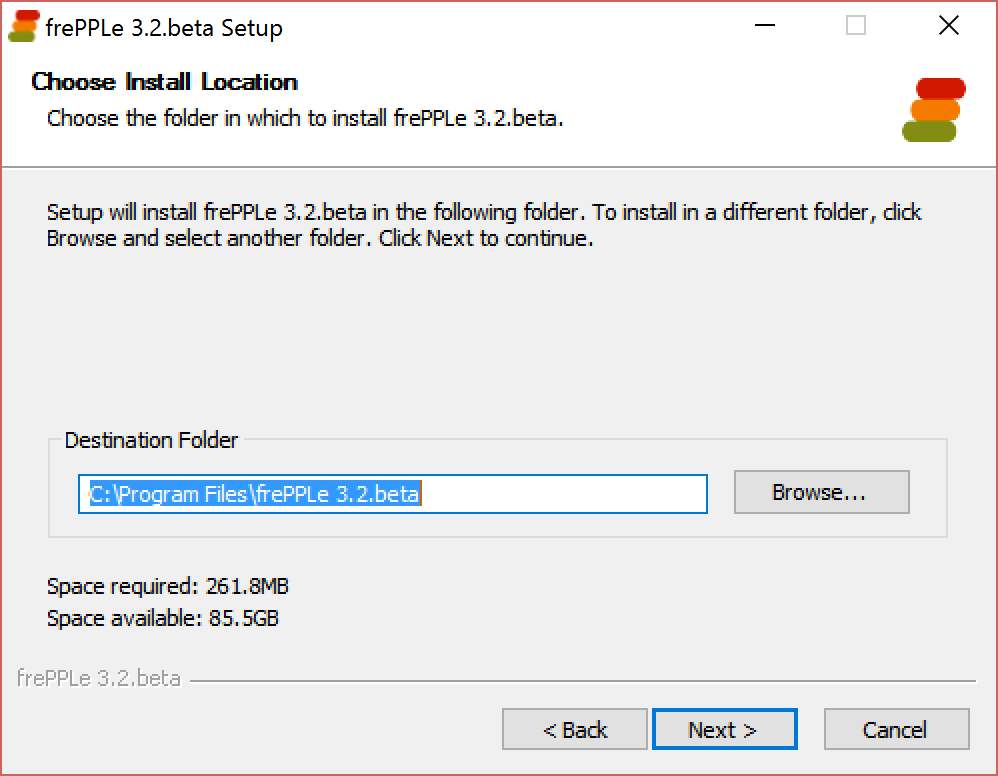 frePPLe 3.2.beta Setup
Choose Install Location
Choose the folder in which to install frePPLe 3.2.beta.
Setup will install frePPLe 3.2.beta in the following folder. To install in a different folder, click
Browse and select another folder. Click Next to continue.
Destination Folder
C:\Program Files\frePPLe 3.2.beta
Browse...
Space required: 261.8MB
Space available: 85.5GB
frePPLe 3.2.beta
< Back
Next >
Cancel